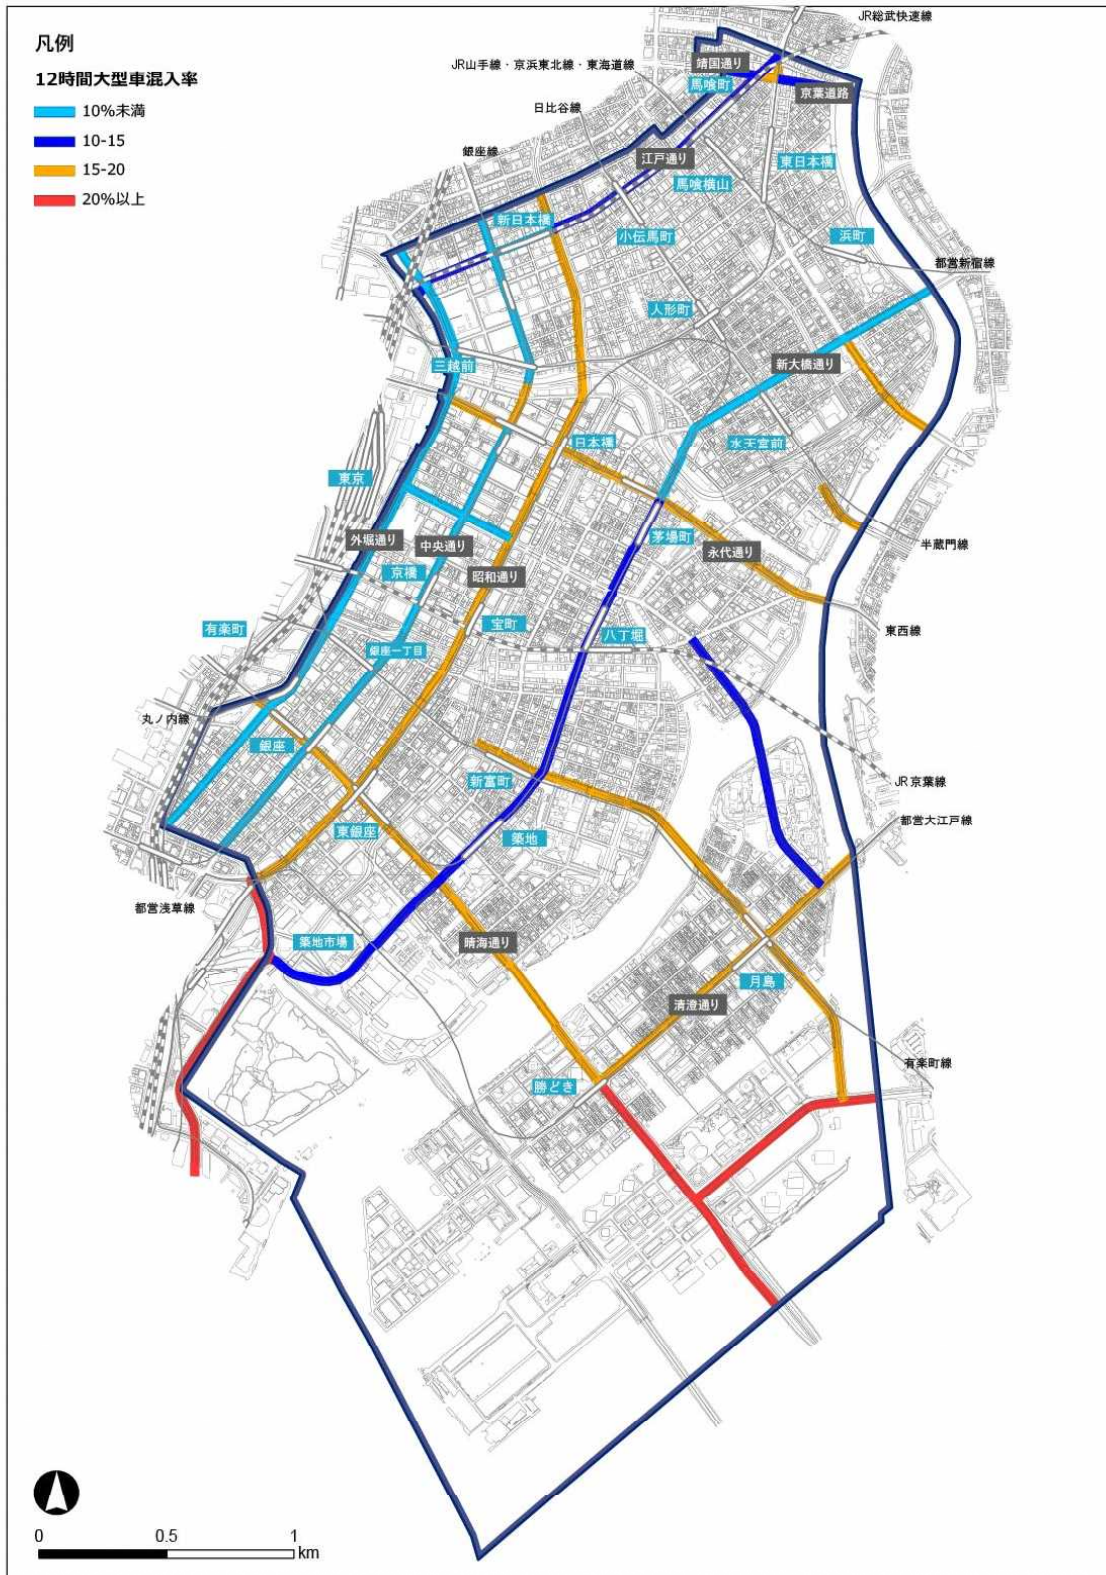 凡例
12時間大型車混入率
10%未満
10-15
15-20
20%以上
JR総武快速線
靖国通り
JR山手線・京浜東北線・東海道線
馬喰町
京葉道路
日比谷線
銀座線
江戸通り
東日本橋
馬喰横山
新日本橋
小伝馬町
浜町
都営新宿線
人形町
三越前
新大橋通り
日本橋
水天宮前
東京
外堀通り
中央通り
茅場町
永代通り
半蔵門線
京橋
昭和通り
宝町
有楽町
八丁堀
東西線
銀座一丁目
丸ノ内線
銀座
新富町
JR京葉線
東銀座
築地
都営大江戸線
都営浅草線
築地市場
晴海通り
月島
清澄通り
有楽町線
勝どき
0 0.5 1
km